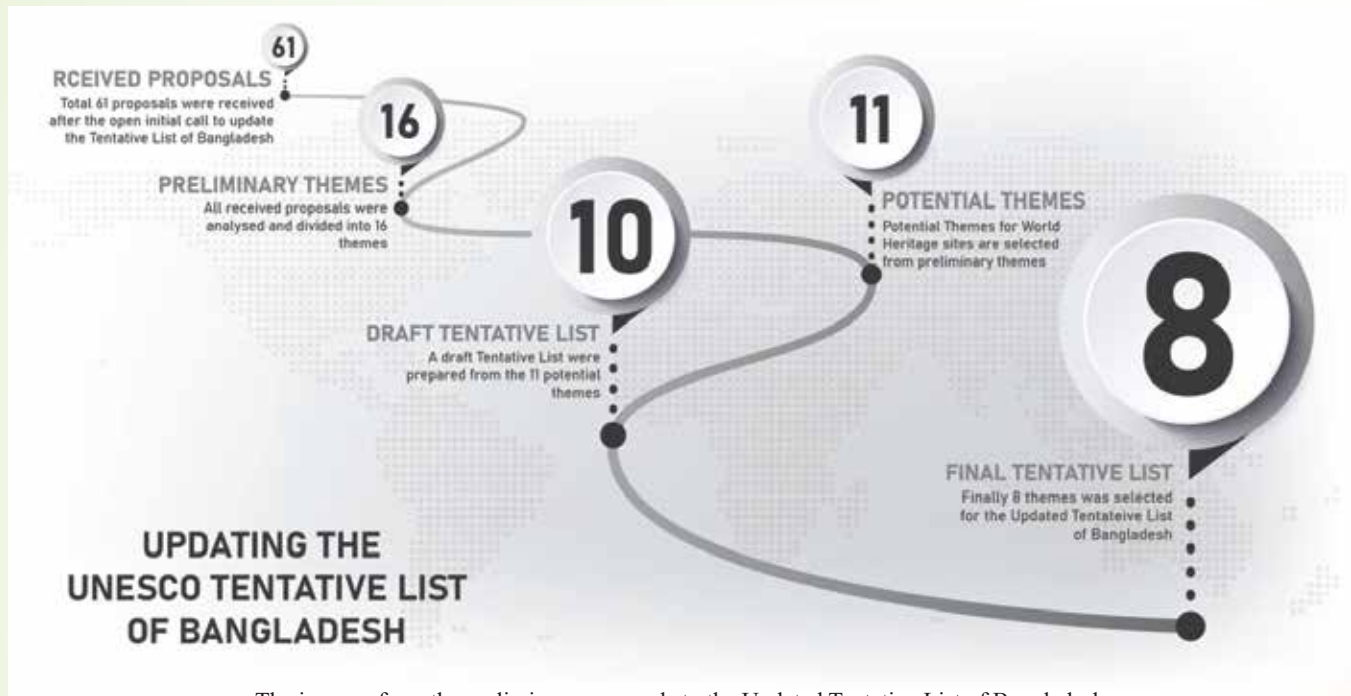 61
RCEIVED PROPOSALS
Total 61 proposals were received
after the open initial call to update
the Tentative List of Bangladesh
16
PRELIMINARY THEMES
All received proposals were
analysed and divided into 16
themes
11
POTENTIAL THEMES
Potential Themes for World
Heritage sites are selected
from preliminary themes
10
DRAFT TENTATIVE LIST
A draft Tentative List were
prepared from the 11 potential
themes
8
FINAL TENTATIVE LIST
Finally 8 themes was selected
for the Updated Tentateive List
of Bangladesh
UPDATING THE
UNESCO TENTATIVE LIST
OF BANGLADESH